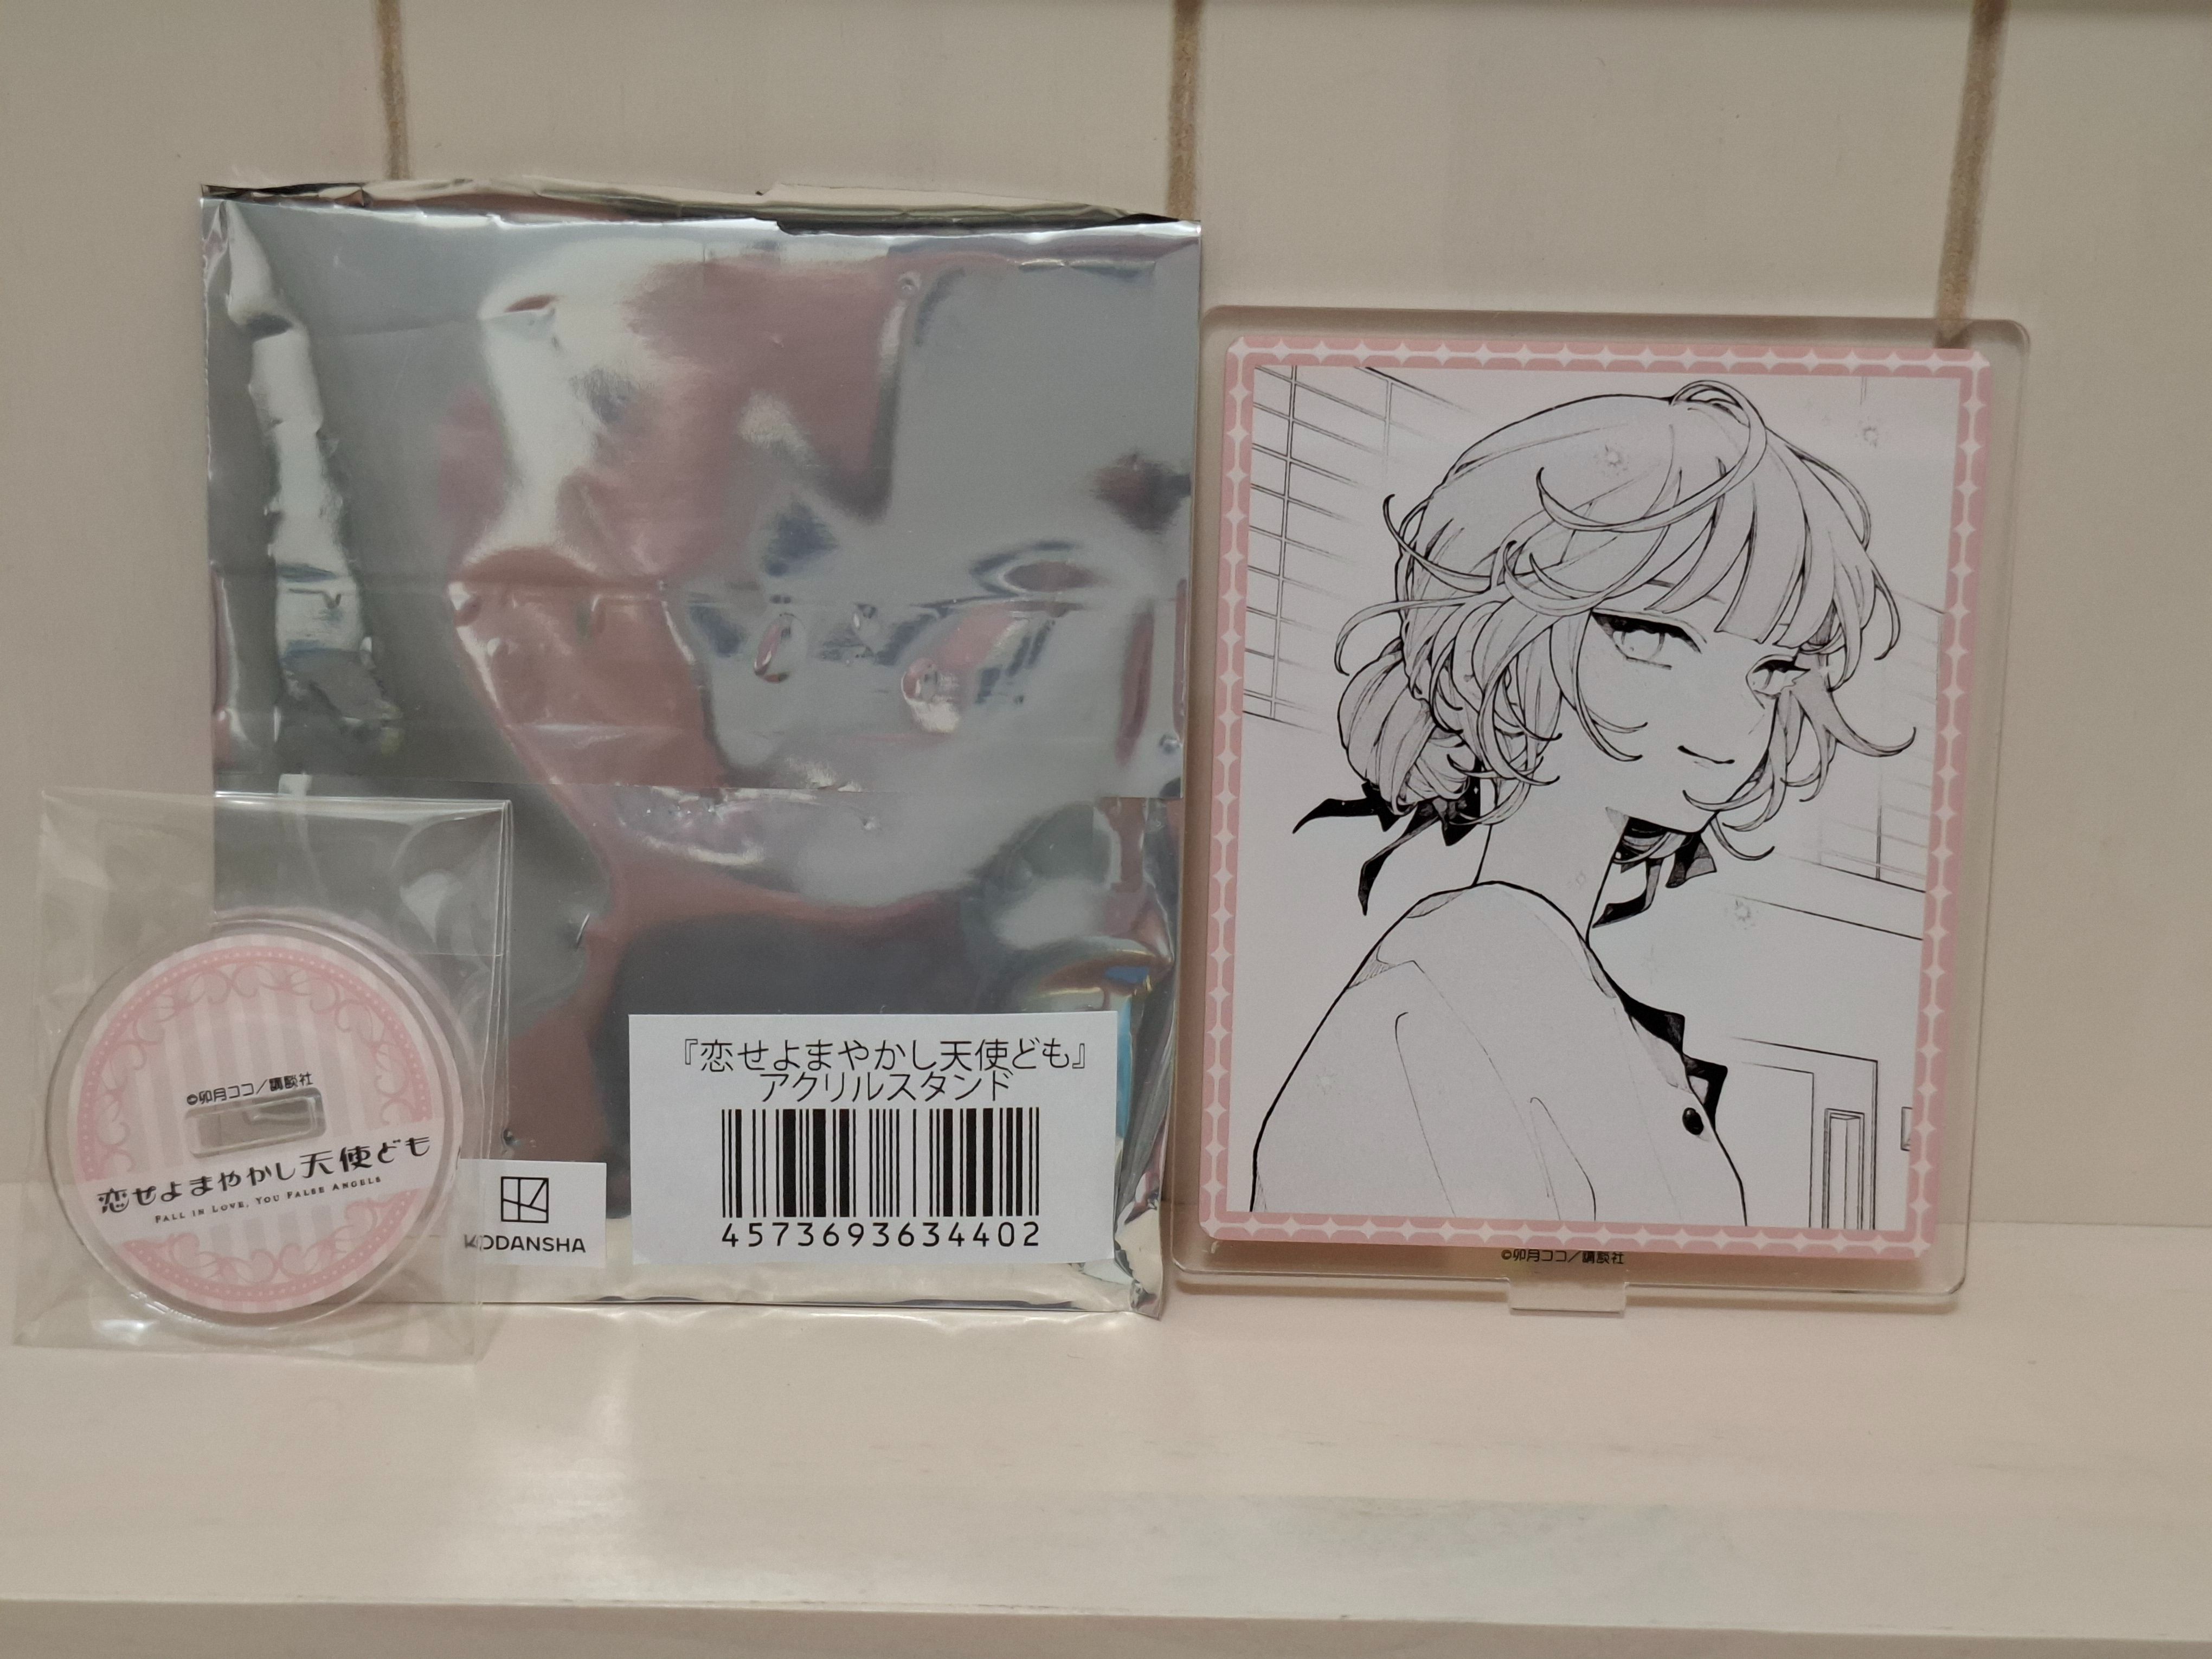 ©卯月ココ／講談社
恋せよまやかし天使ども
FALL IN LOVE, YOU FALSE ANGELS
KODANSHA
『恋せよまやかし天使ども』
アクリルスタンド
4573693634402
©卯月ココ／講談社